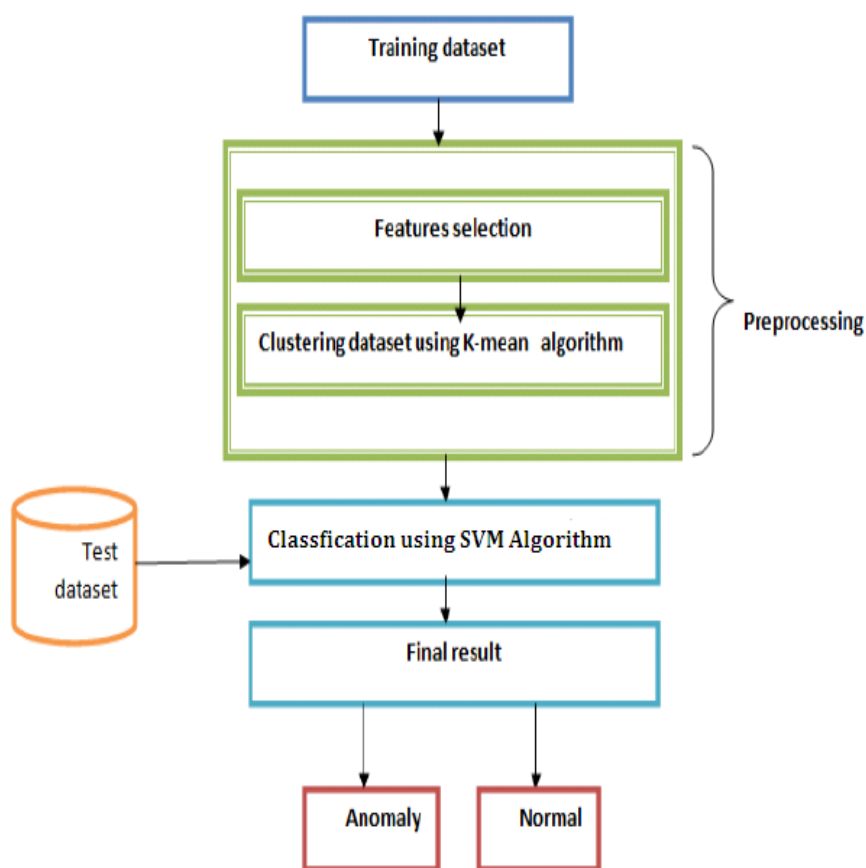 Training dataset
Features selection
Clustering dataset using K-mean algorithm
Preprocessing
Classfication using SVM Algorithm
Test
dataset
Final result
Anomaly
Normal